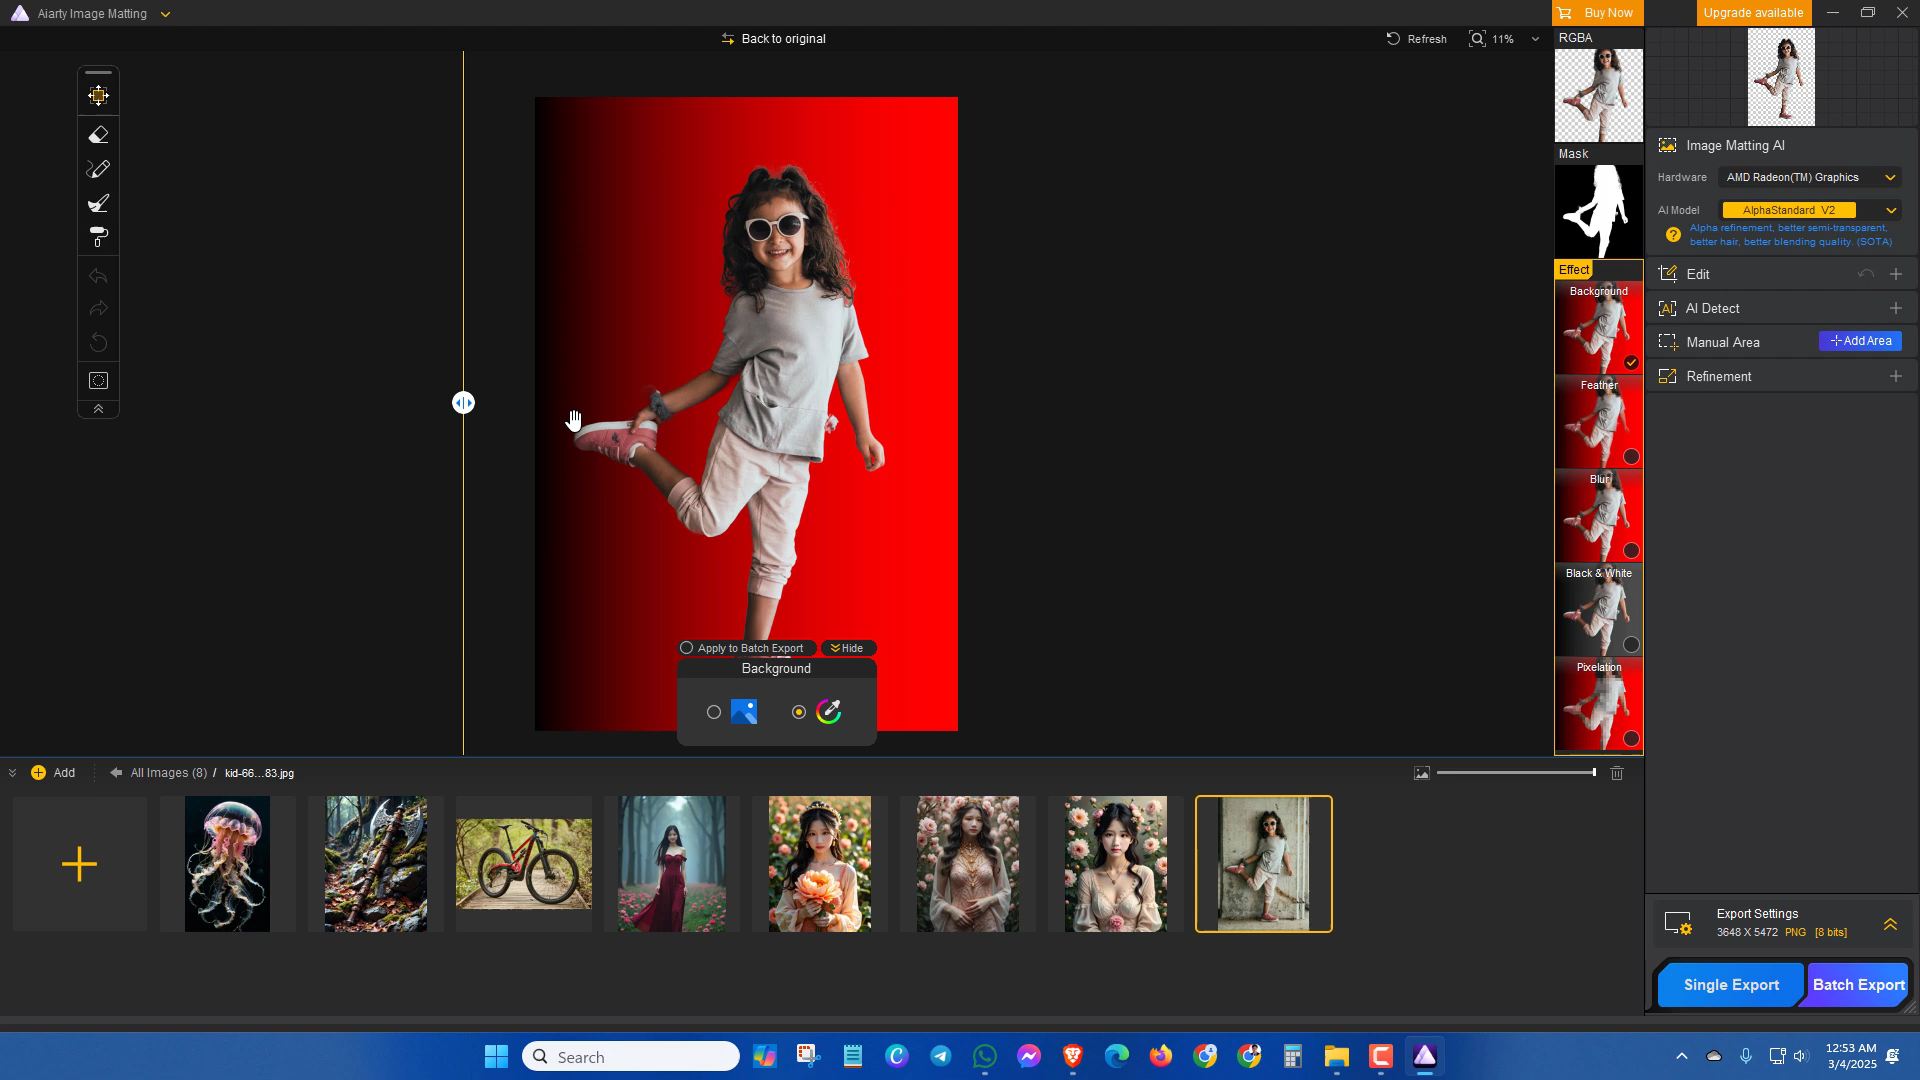 Aiarty Image Matting
Buy Now
Upgrade available
Back to original
Refresh
11%
RGBA
Mask
Effect
Background
Feather
Blur
Black & White
Pixelation
Image Matting AI
Hardware
AMD Radeon(TM) Graphics
AI Model
AlphaStandard V2
?
Alpha refinement, better semi-transparent,
better hair, better blending quality. (SOTA)
Edit
AI Detect
Manual Area
Add Area
Refinement
Apply to Batch Export
Hide
Background
Add
All Images (8) / kid-66...83.jpg
Export Settings
3648 X 5472 PNG [8 bits]
Single Export
Batch Export
Search
12:53 AM
3/4/2025